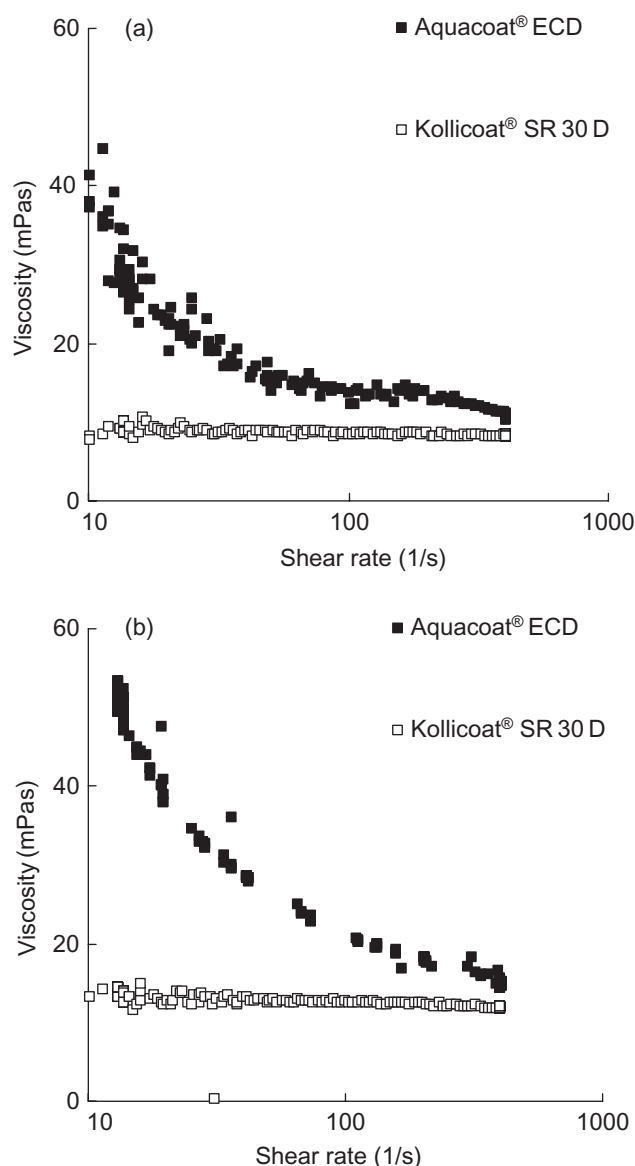 (a)
Aquacoat® ECD
Kollicoat® SR 30 D
60
40
20
0
Viscosity (mPas)
10 100 1000
Shear rate (1/s)
(b)
Aquacoat® ECD
Kollicoat® SR 30 D
60
40
20
0
Viscosity (mPas)
10 100 1000
Shear rate (1/s)